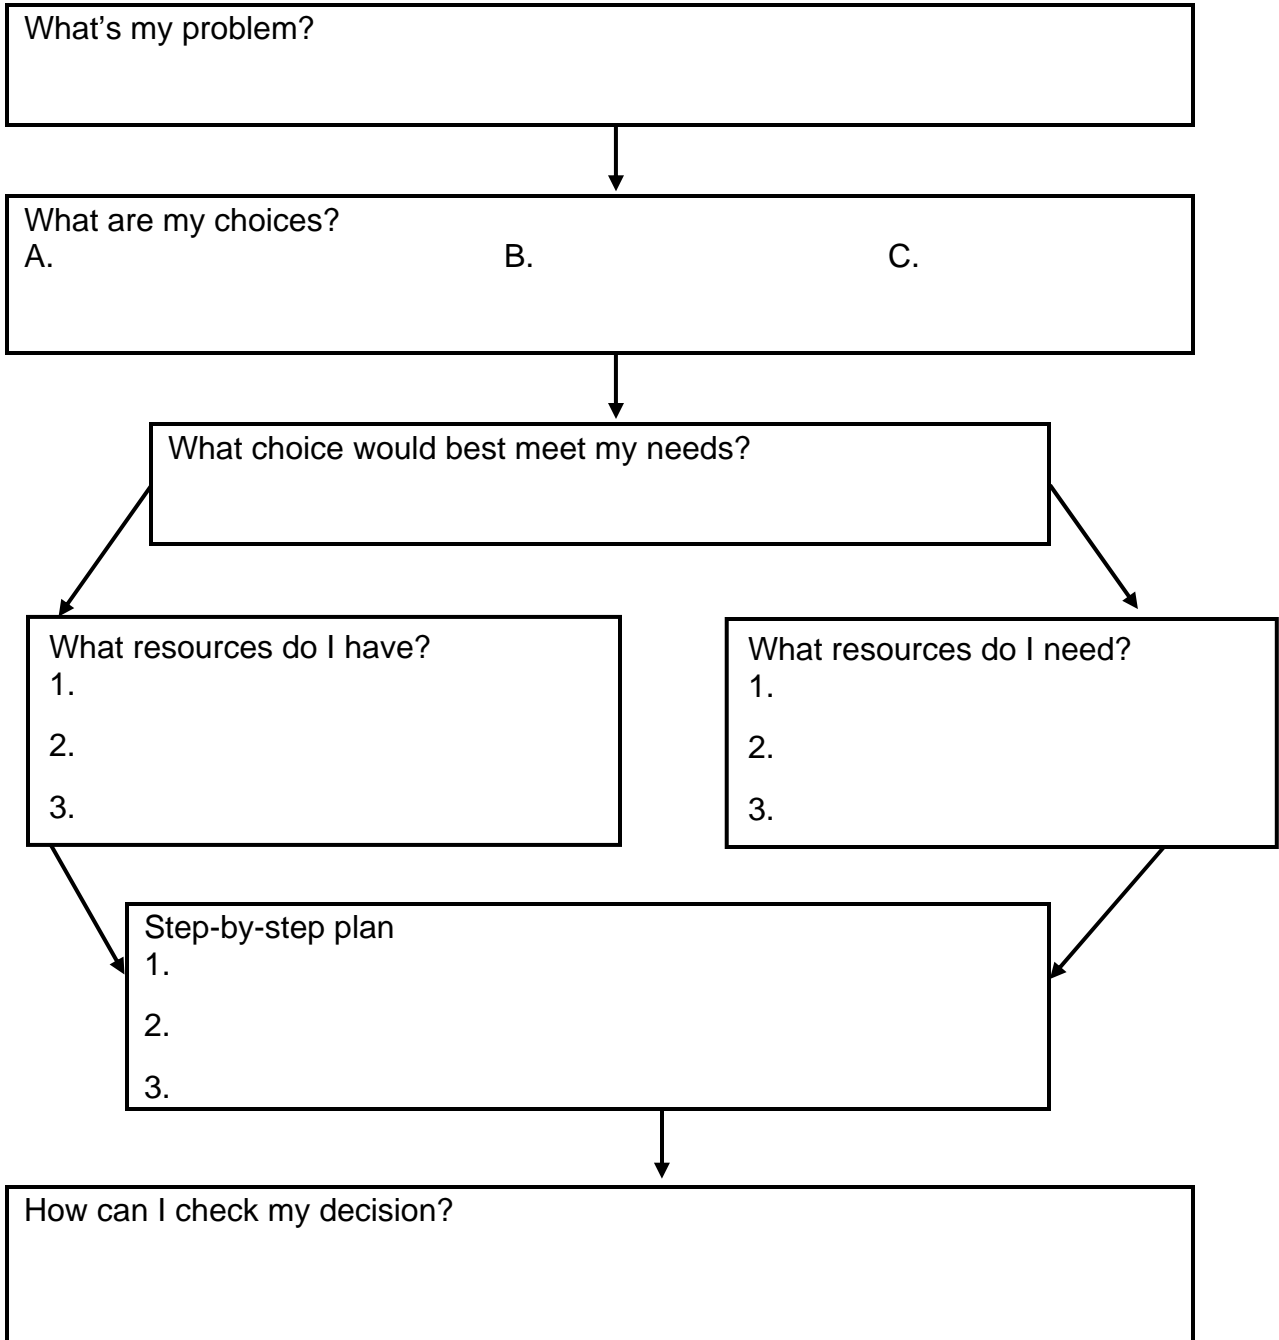 What’s my problem?
What are my choices?
A. B. C.
What choice would best meet my needs?
What resources do I have?
1.
2.
3.
What resources do I need?
1.
2.
3.
Step-by-step plan
1.
2.
3.
How can I check my decision?